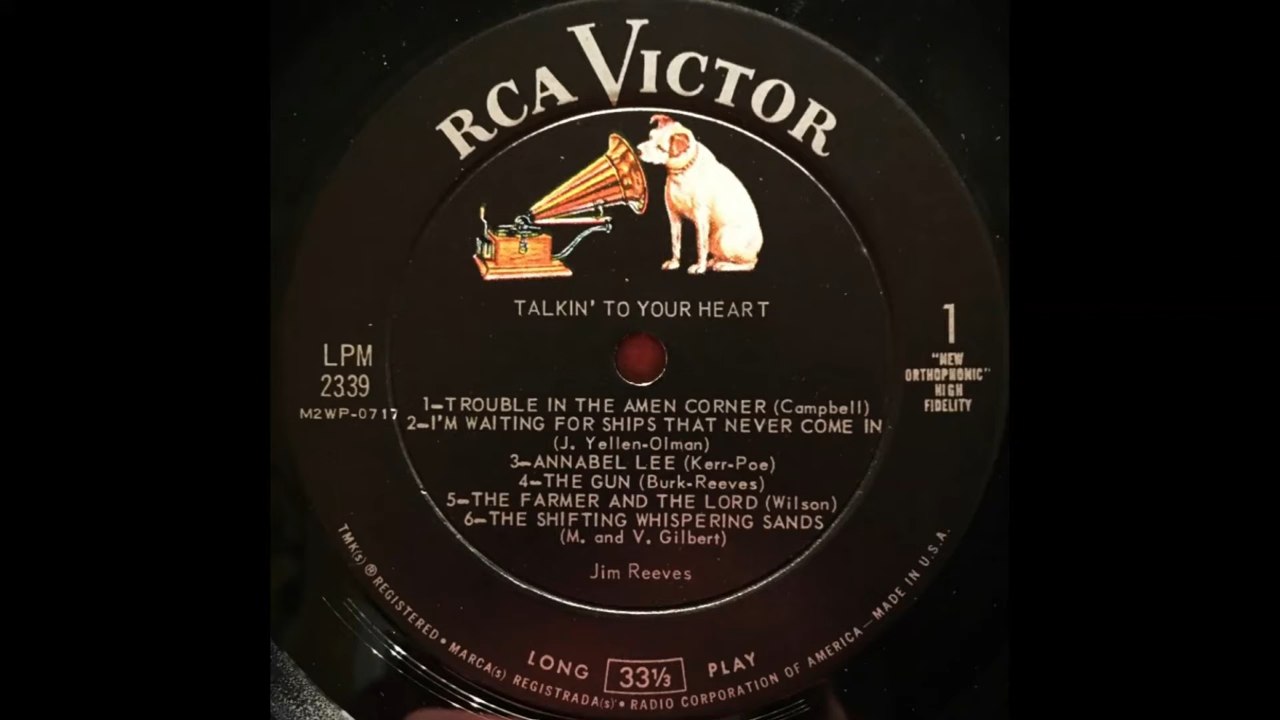 RCA VICTOR
TALKIN' TO YOUR HEART
LPM
2339
M2WP-0717
1
"NEW
ORTHOPHONIC"
HIGH
FIDELITY
1–TROUBLE IN THE AMEN CORNER (Campbell)
2–I'M WAITING FOR SHIPS THAT NEVER COME IN
(J. Yellen-Olman)
3–ANNABEL LEE (Kerr-Poe)
4–THE GUN (Burk-Reeves)
5–THE FARMER AND THE LORD (Wilson)
6–THE SHIFTING WHISPERING SANDS
(M. and V. Gilbert)
Jim Reeves
LONG 33⅓ PLAY
TMK(s) ® REGISTERED • MARCA(s) REGISTRADA(s) • RADIO CORPORATION OF AMERICA — MADE IN U.S.A.